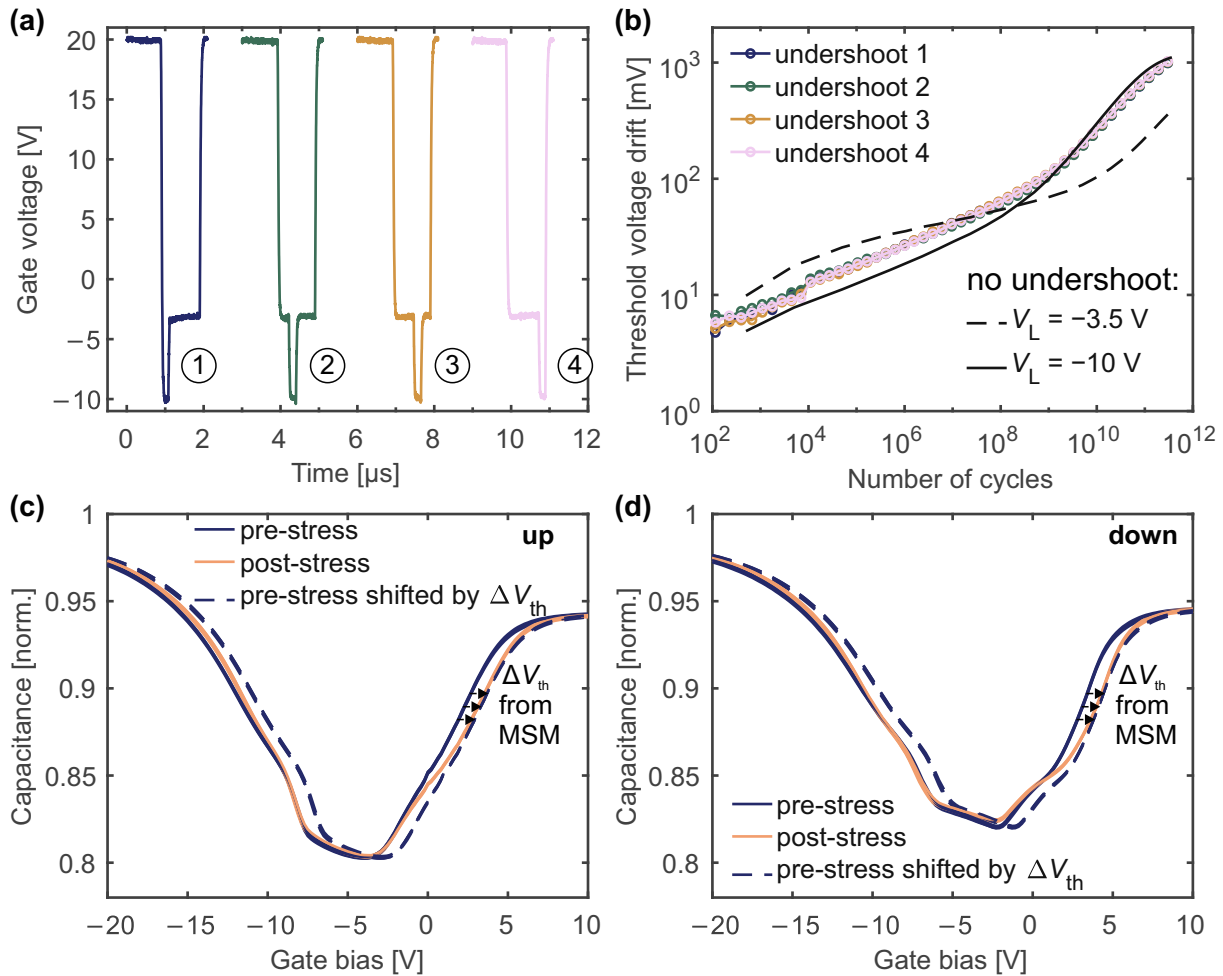 (a)
20
15
10
5
0
−5
−10
Gate voltage [V]
1
2
3
4
0 2 4 6 8 10 12
Time [µs]
(b)
10³
10²
10¹
10⁰
Threshold voltage drift [mV]
undershoot 1
undershoot 2
undershoot 3
undershoot 4
no undershoot:
V_L = −3.5 V
V_L = −10 V
10² 10⁴ 10⁶ 10⁸ 10¹⁰ 10¹²
Number of cycles
(c)
1
0.95
0.9
0.85
0.8
Capacitance [norm.]
pre-stress
up
post-stress
pre-stress shifted by ΔV_th
ΔV_th
from
MSM
−20 −15 −10 −5 0 5 10
Gate bias [V]
(d)
1
0.95
0.9
0.85
0.8
Capacitance [norm.]
down
ΔV_th
from
MSM
pre-stress
post-stress
pre-stress shifted by ΔV_th
−20 −15 −10 −5 0 5 10
Gate bias [V]